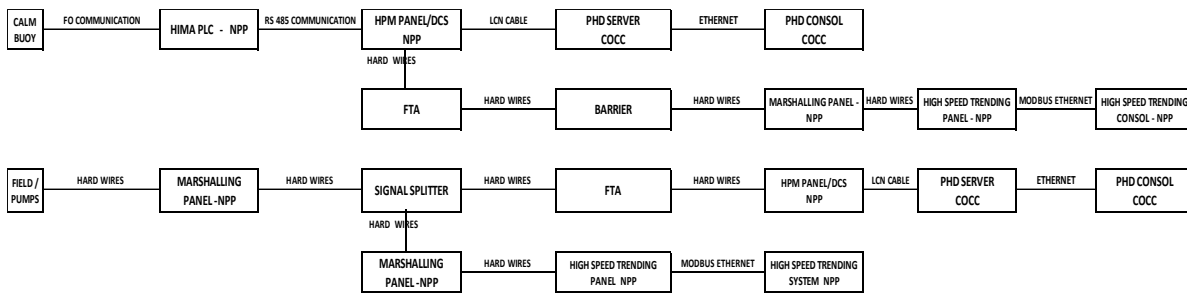 FO COMMUNICATION
RS 485 COMMUNICATION
LCN CABLE
ETHERNET
CALM
BUOY
HIMA PLC - NPP
HPM PANEL/DCS
NPP
PHD SERVER
COCC
PHD CONSOL
COCC
HARD WIRES
FTA
HARD WIRES
BARRIER
HARD WIRES
MARSHALLING PANEL -
NPP
HARD WIRES
HIGH SPEED TRENDING
PANEL - NPP
MODBUS ETHERNET
HIGH SPEED TRENDING
CONSOL - NPP
FIELD /
PUMPS
HARD WIRES
MARSHALLING
PANEL -NPP
HARD WIRES
SIGNAL SPLITTER
HARD WIRES
FTA
HARD WIRES
HPM PANEL/DCS
NPP
LCN CABLE
PHD SERVER
COCC
ETHERNET
PHD CONSOL
COCC
HARD WIRES
MARSHALLING
PANEL -NPP
HARD WIRES
HIGH SPEED TRENDING
PANEL NPP
MODBUS ETHERNET
HIGH SPEED TRENDING
SYSTEM NPP